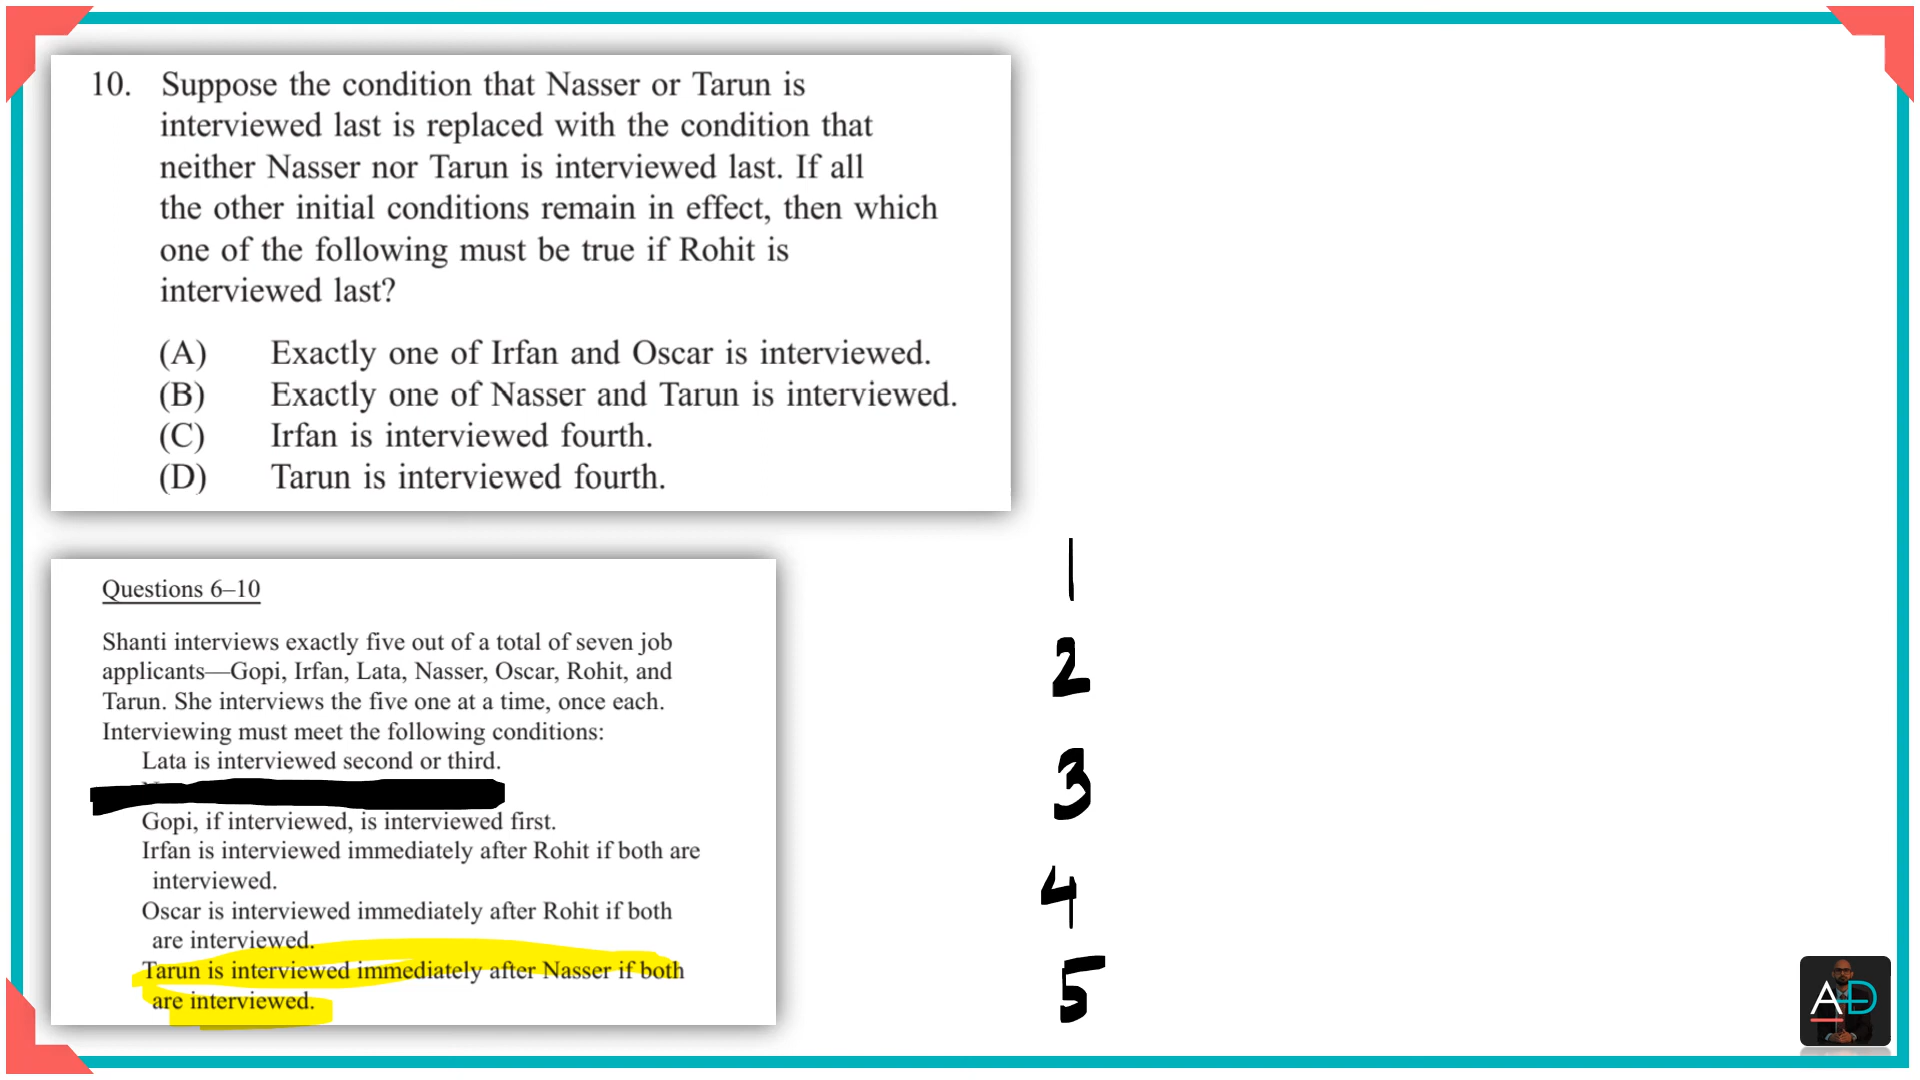 10. Suppose the condition that Nasser or Tarun is
interviewed last is replaced with the condition that
neither Nasser nor Tarun is interviewed last. If all
the other initial conditions remain in effect, then which
one of the following must be true if Rohit is
interviewed last?
(A) Exactly one of Irfan and Oscar is interviewed.
(B) Exactly one of Nasser and Tarun is interviewed.
(C) Irfan is interviewed fourth.
(D) Tarun is interviewed fourth.
Questions 6–10
Shanti interviews exactly five out of a total of seven job
applicants—Gopi, Irfan, Lata, Nasser, Oscar, Rohit, and
Tarun. She interviews the five one at a time, once each.
Interviewing must meet the following conditions:
Lata is interviewed second or third.
Gopi, if interviewed, is interviewed first.
Irfan is interviewed immediately after Rohit if both are
interviewed.
Oscar is interviewed immediately after Rohit if both
are interviewed.
Tarun is interviewed immediately after Nasser if both
are interviewed.
1
2
3
4
5
AD